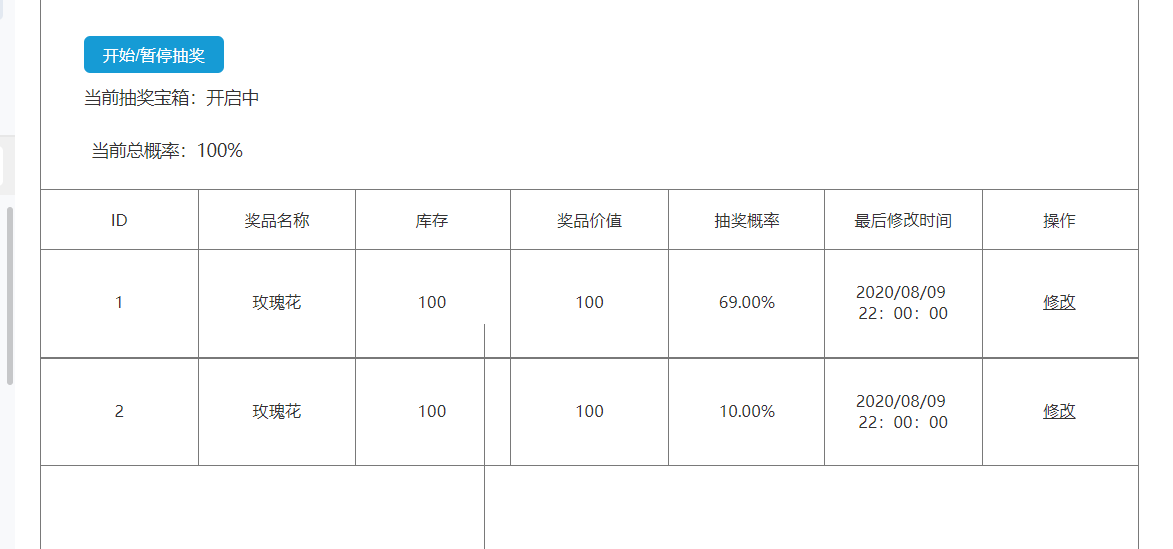 开始/暂停抽奖
当前抽奖宝箱：开启中
当前总概率：100%
ID 奖品名称 库存 奖品价值 抽奖概率 最后修改时间 操作
1 玫瑰花 100 100 69.00% 2020/08/09 22：00：00 修改
2 玫瑰花 100 100 10.00% 2020/08/09 22：00：00 修改